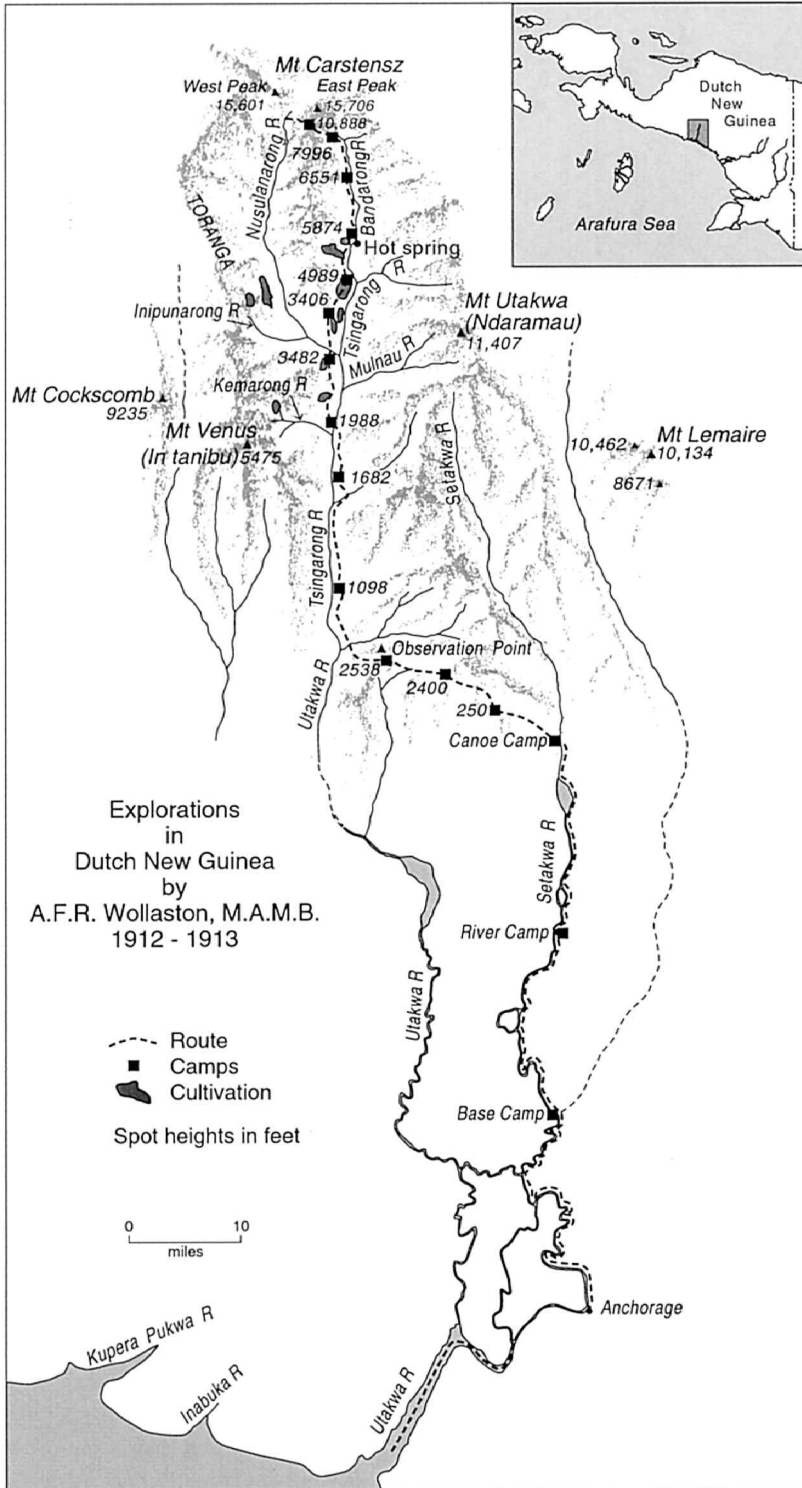 Mt Carstensz
West Peak
15,601
East Peak
15,706
10,888
7996
6551
Nusulanarong R
Bandarong R
TORANGA
5874
Hot spring
4989
R
3406
Tsingarong
Inipunarong R
Mt Utakwa
(Ndaramau)
11,407
3482
Mulnau R
Kemarong R
Mt Cockscomb
9235
1988
Mt Venus
(In tanibu) 5475
Setakwa R
10,462
Mt Lemaire
10,134
8671
1682
Tsingarong R
1098
Observation Point
2538
2400
Utakwa R
250
Canoe Camp
Explorations
in
Dutch New Guinea
by
A.F.R. Wollaston, M.A.M.B.
1912 - 1913
Setakwa R
River Camp
Utakwa R
Route
Camps
Cultivation
Spot heights in feet
Base Camp
0 10
miles
Anchorage
Kupera Pukwa R
Inabuka R
Utakwa R
Dutch
New
Guinea
Arafura Sea